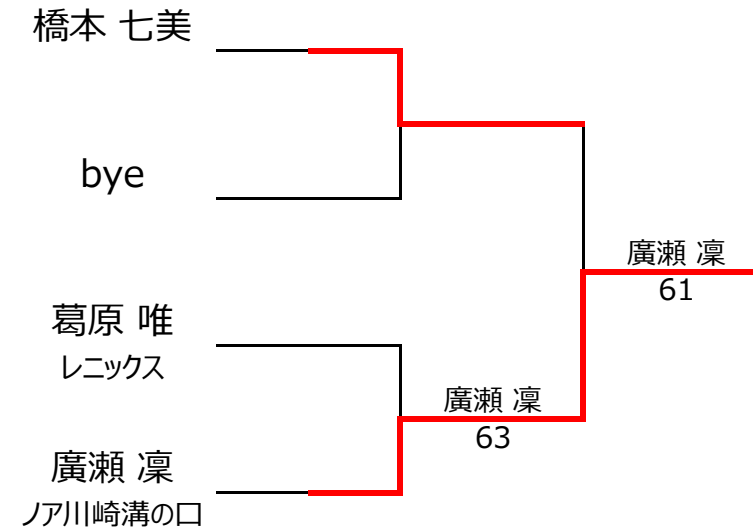 橋本 七美
bye
葛原 唯
レニックス
廣瀬 凜
ノア川崎溝の口
廣瀬 凜
63
廣瀬 凜
61